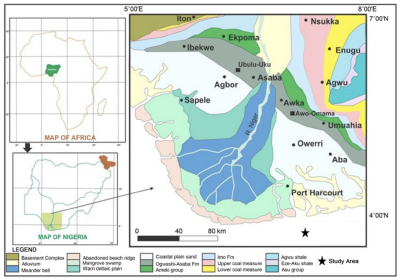 5°00'E
8°00'E
7°00'N
4°00'N
Iton
Nsukka
Ekpoma
Ibekwe
Enugu
Ubulu-Uku
Agbor
Asaba
Agwu
Sapele
Awka
Awo-Omama
Umuahia
R. Niger
Owerri
Aba
Port Harcourt
MAP OF AFRICA
MAP OF NIGERIA
0 40 80 km
Study Area
LEGEND
Basement Complex
Alluvium
Meander belt
Abandoned beach ridge
Mangrove swamp
Warri deltaic plain
Coastal plain sand
Ogwashi-Asaba Fm
Ameki group
Imo Frs
Upper coal measure
Lower coal measure
Agwu shale
Eze-Aku shale
Asu group